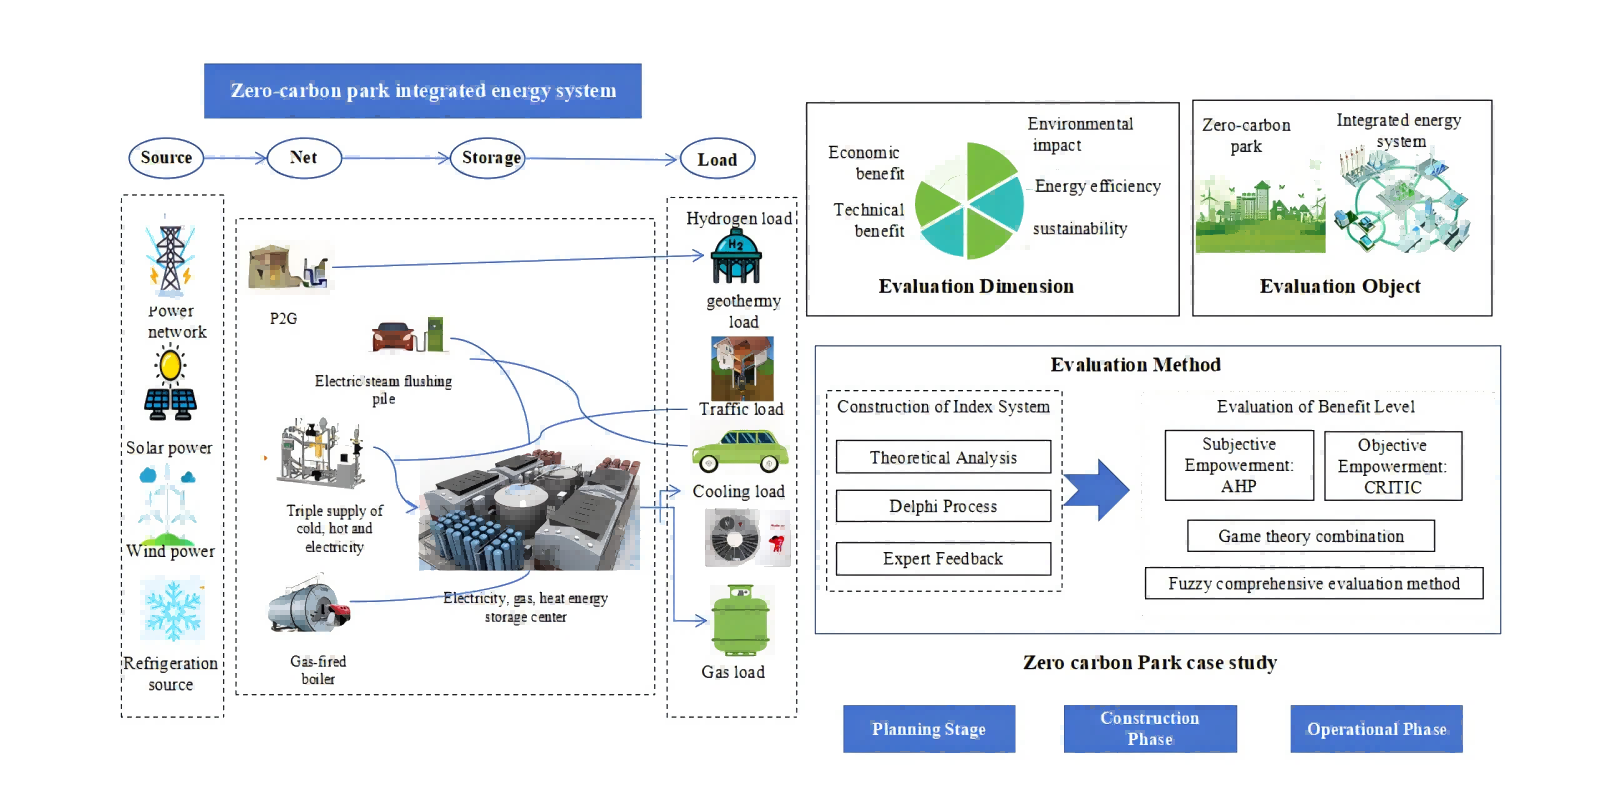 Zero-carbon park integrated energy system
Source
Net
Storage
Load
Power
network
Solar power
Wind power
Refrigeration
source
P2G
Electric steam flushing
pile
Triple supply of
cold, hot and
electricity
Gas-fired
boiler
Electricity, gas, heat energy
storage center
Hydrogen load
H2
geothermy
load
Traffic load
Cooling load
Gas load
Economic
benefit
Technical
benefit
Environmental
impact
Energy efficiency
sustainability
Evaluation Dimension
Zero-carbon
park
Integrated energy
system
Evaluation Object
Evaluation Method
Construction of Index System
Theoretical Analysis
Delphi Process
Expert Feedback
Evaluation of Benefit Level
Subjective
Empowerment:
AHP
Objective
Empowerment:
CRITIC
Game theory combination
Fuzzy comprehensive evaluation method
Zero carbon Park case study
Planning Stage
Construction
Phase
Operational Phase